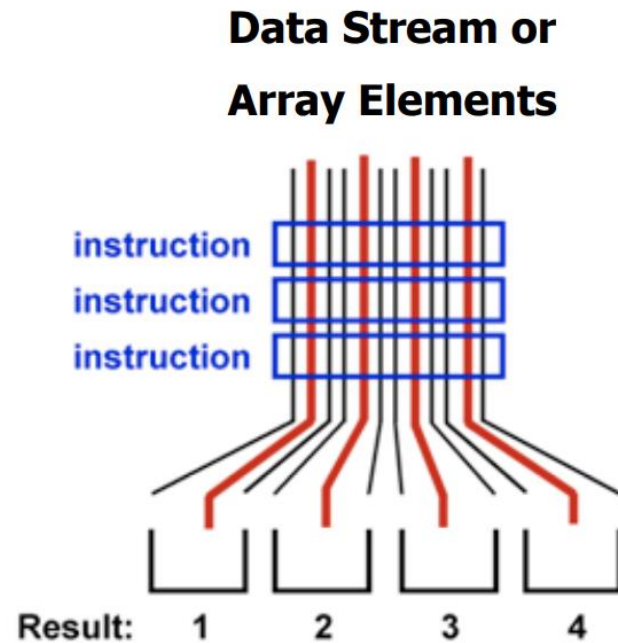 Data Stream or
Array Elements
instruction
instruction
instruction
Result: 1 2 3 4